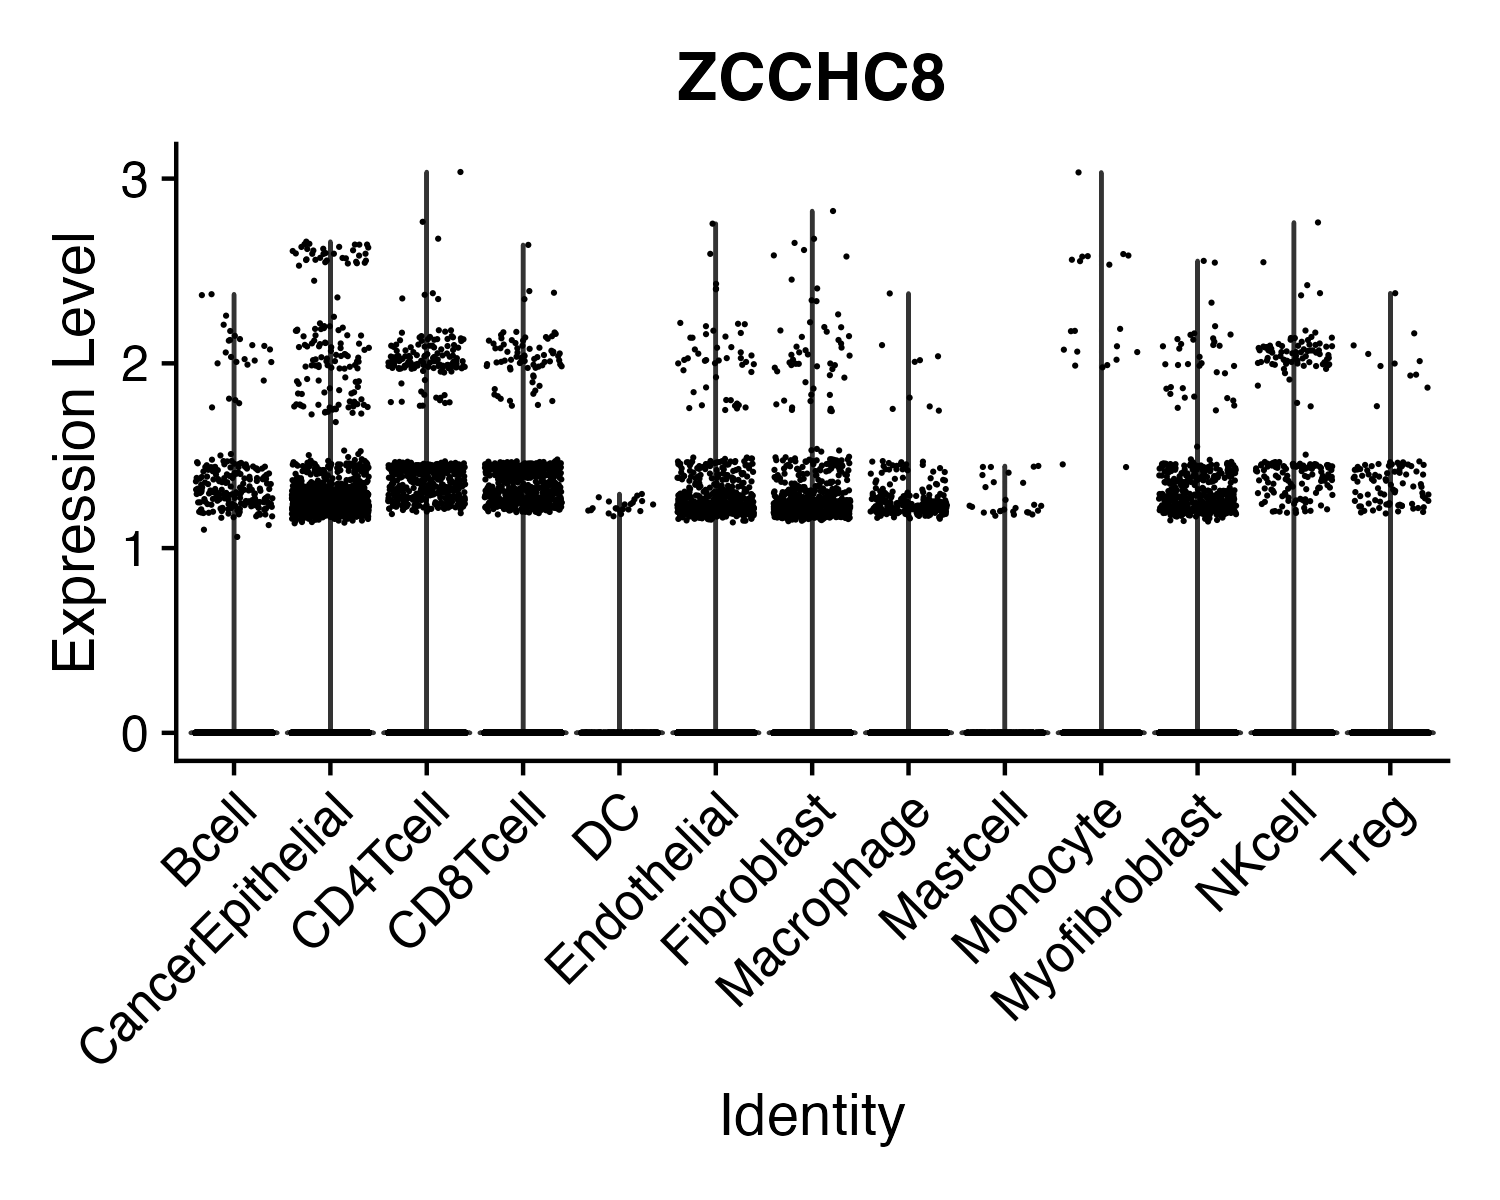 ZCCHC8
Expression Level
3
2
1
0
Bcell
CancerEpithelial
CD4Tcell
CD8Tcell
DC
Endothelial
Fibroblast
Macrophage
Mastcell
Monocyte
Myofibroblast
NKcell
Treg
Identity